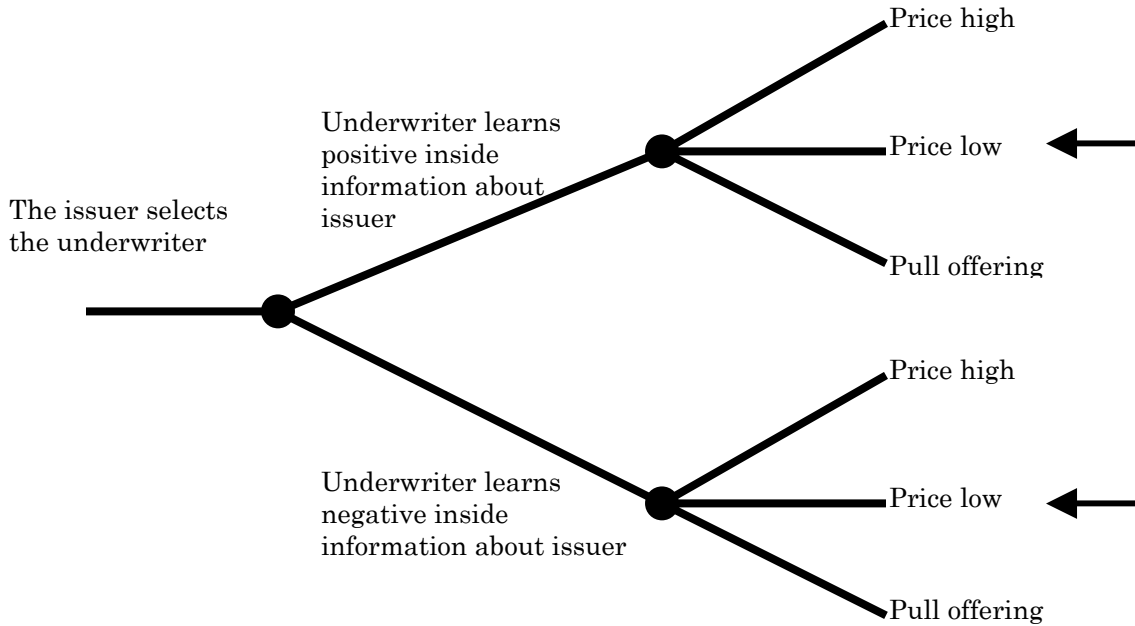 Price high
Underwriter learns
positive inside
information about
issuer
Price low
The issuer selects
the underwriter
Pull offering
Price high
Underwriter learns
negative inside
information about issuer
Price low
Pull offering